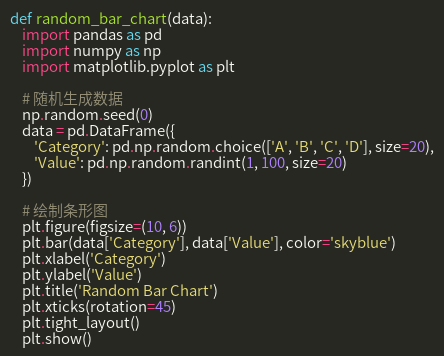 def random_bar_chart(data):
    import pandas as pd
    import numpy as np
    import matplotlib.pyplot as plt

    # 随机生成数据
    np.random.seed(0)
    data = pd.DataFrame({
        'Category': pd.np.random.choice(['A', 'B', 'C', 'D'], size=20),
        'Value': pd.np.random.randint(1, 100, size=20)
    })

    # 绘制条形图
    plt.figure(figsize=(10, 6))
    plt.bar(data['Category'], data['Value'], color='skyblue')
    plt.xlabel('Category')
    plt.ylabel('Value')
    plt.title('Random Bar Chart')
    plt.xticks(rotation=45)
    plt.tight_layout()
    plt.show()